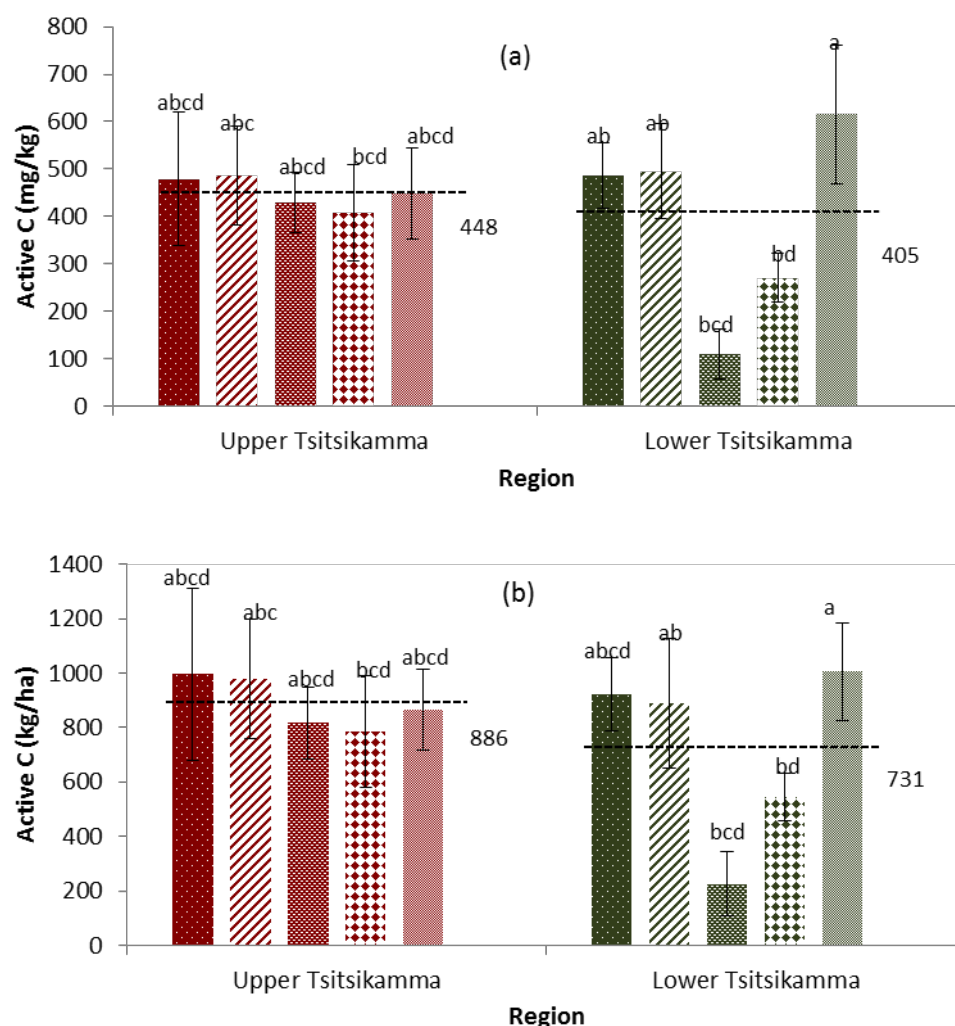 (a)
Active C (mg/kg)
800
700
600
500
400
300
200
100
0
abcd
abc
abcd
bcd
abcd
448
ab
ab
bcd
bd
a
405
Upper Tsitsikamma
Lower Tsitsikamma
Region
(b)
Active C (kg/ha)
1400
1200
1000
800
600
400
200
0
abcd
abc
abcd
bcd
abcd
886
abcd
ab
bcd
bd
a
731
Upper Tsitsikamma
Lower Tsitsikamma
Region